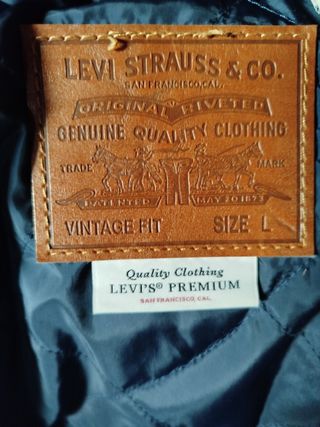 LEVI STRAUSS & CO.
SAN FRANCISCO, CAL.
ORIGINAL RIVETED
GENUINE QUALITY CLOTHING
TRADE MARK
PATENTED MAY 20 1873
VINTAGE FIT SIZE L
Quality Clothing
LEVI'S® PREMIUM
SAN FRANCISCO, CAL.